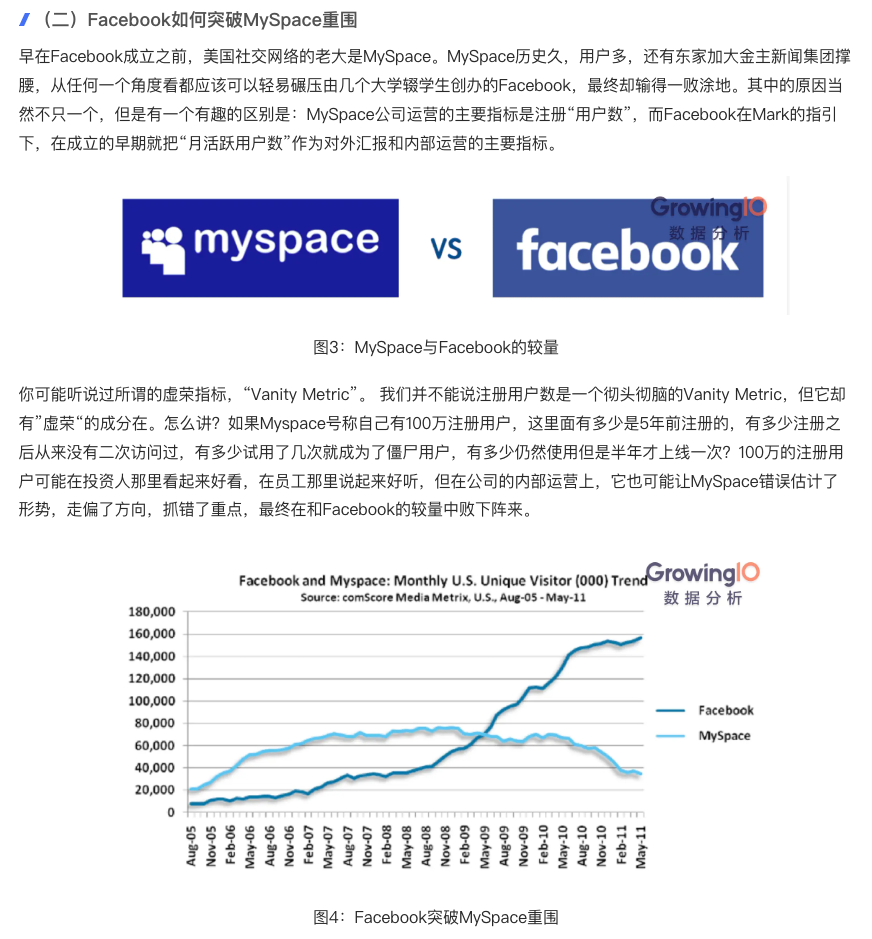 （二）Facebook如何突破MySpace重围
早在Facebook成立之前，美国社交网络的老大是MySpace。MySpace历史久，用户多，还有东家加大金主新闻集团撑
腰，从任何一个角度看都应该可以轻易碾压由几个大学辍学生创办的Facebook，最终却输得一败涂地。其中的原因当
然不只一个，但是有一个有趣的区别是：MySpace公司运营的主要指标是注册“用户数”，而Facebook在Mark的指引
下，在成立的早期就把“月活跃用户数”作为对外汇报和内部运营的主要指标。
GrowingIO
数据分析
myspace
VS
facebook
图3：MySpace与Facebook的较量
你可能听说过所谓的虚荣指标，“Vanity Metric”。 我们并不能说注册用户数是一个彻头彻脑的Vanity Metric，但它却
有”虚荣“的成分在。怎么讲？如果Myspace号称自己有100万注册用户，这里面有多少是5年前注册的，有多少注册之
后从来没有二次访问过，有多少试用了几次就成为了僵尸用户，有多少仍然使用但是半年才上线一次？100万的注册用
户可能在投资人那里看起来好看，在员工那里说起来好听，但在公司的内部运营上，它也可能让MySpace错误估计了
形势，走偏了方向，抓错了重点，最终在和Facebook的较量中败下阵来。
GrowingIO
数据分析
Facebook and Myspace: Monthly U.S. Unique Visitor (000) Trend
Source: comScore Media Metrix, U.S., Aug-05 - May-11
180,000
160,000
140,000
120,000
100,000
80,000
60,000
40,000
20,000
0
Facebook
MySpace
Aug-05
Nov-05
Feb-06
May-06
Aug-06
Nov-06
Feb-07
May-07
Aug-07
Nov-07
Feb-08
May-08
Aug-08
Nov-08
Feb-09
May-09
Aug-09
Nov-09
Feb-10
May-10
Aug-10
Nov-10
Feb-11
May-11
图4：Facebook突破MySpace重围